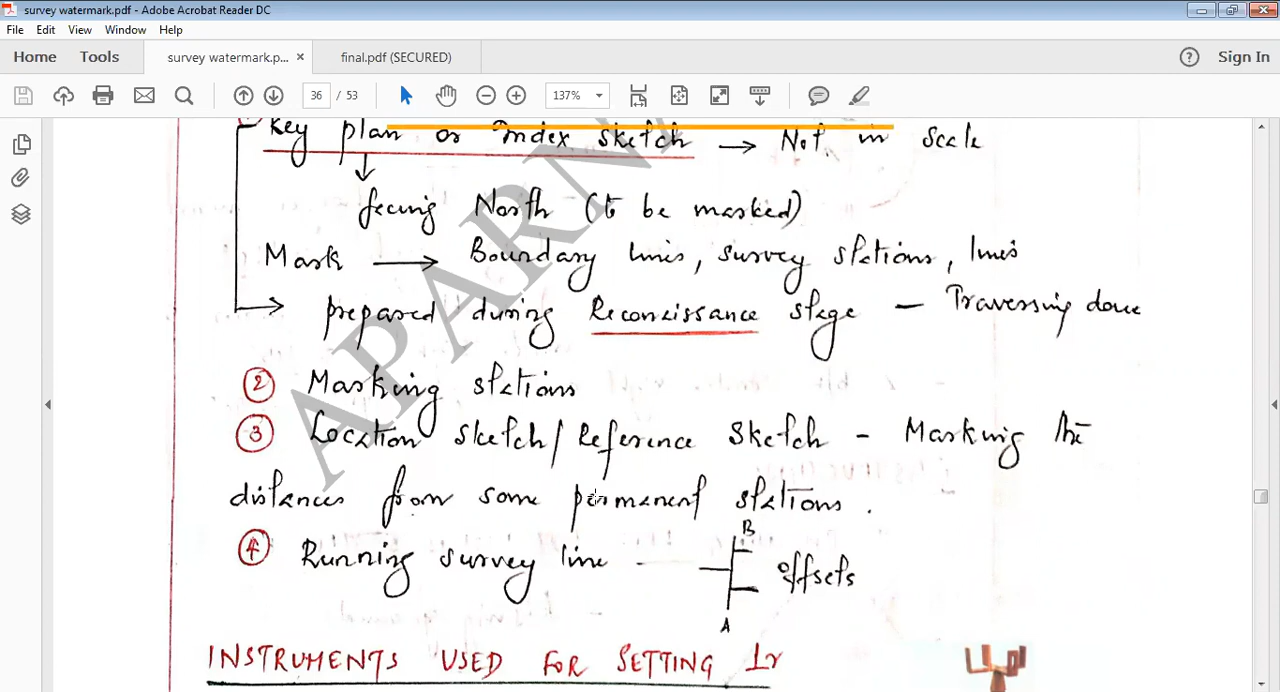 survey watermark.pdf - Adobe Acrobat Reader DC
File Edit View Window Help
Home Tools survey watermark.p... × final.pdf (SECURED) ? Sign In
36 / 53 137%
Key plan or Index sketch → Not in scale
facing North (to be marked)
Mark → Boundary lines, survey stations, lines
prepared during Reconaissance stage – Traversing done
② Marking stations
③ Location sketch/Reference sketch – Marking the
distances from some permanent stations.
④ Running survey line - B offsets
A
INSTRUMENTS USED FOR SETTING Ir
APARN